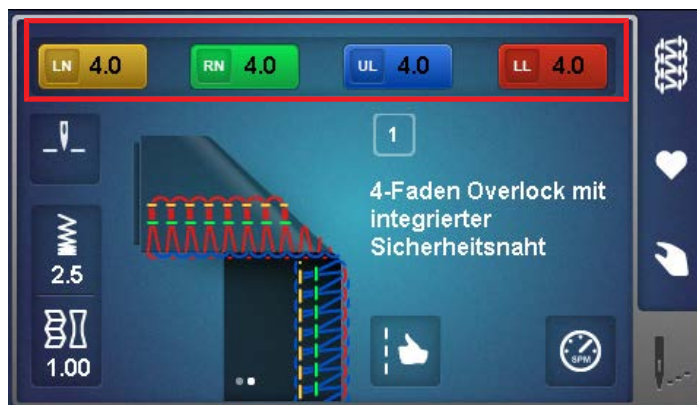 LN 4.0 RN 4.0 UL 4.0 LL 4.0
1
4-Faden Overlock mit
integrierter
Sicherheitsnaht
2.5
1.00
SPM